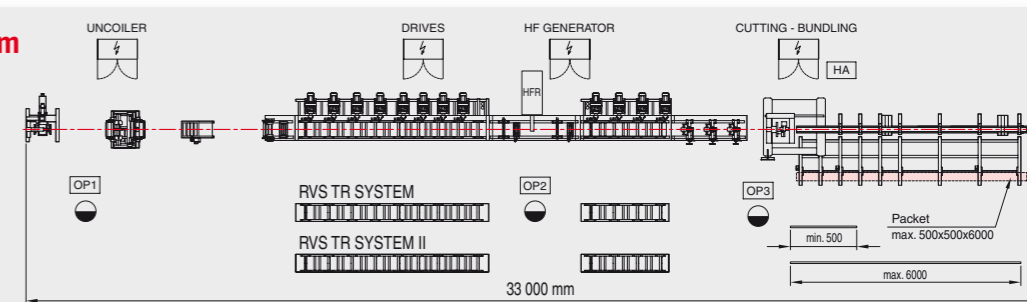 m
UNCOILER
DRIVES
HF GENERATOR
CUTTING - BUNDLING
HA
HFR
OP1
OP2
OP3
RVS TR SYSTEM
RVS TR SYSTEM II
Packet
max. 500x500x6000
min. 500
max. 6000
33 000 mm